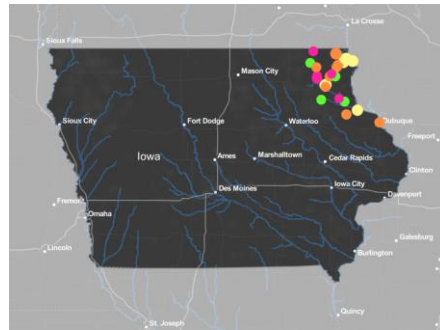 La Crosse
Sioux Falls
Mason City
Sioux City
Fort Dodge
Waterloo
Dubuque
Freeport
Iowa
Ames
Marshalltown
Cedar Rapids
Clinton
Des Moines
Iowa City
Davenport
Fremont
Omaha
Galesburg
Lincoln
Burlington
Quincy
St. Joseph